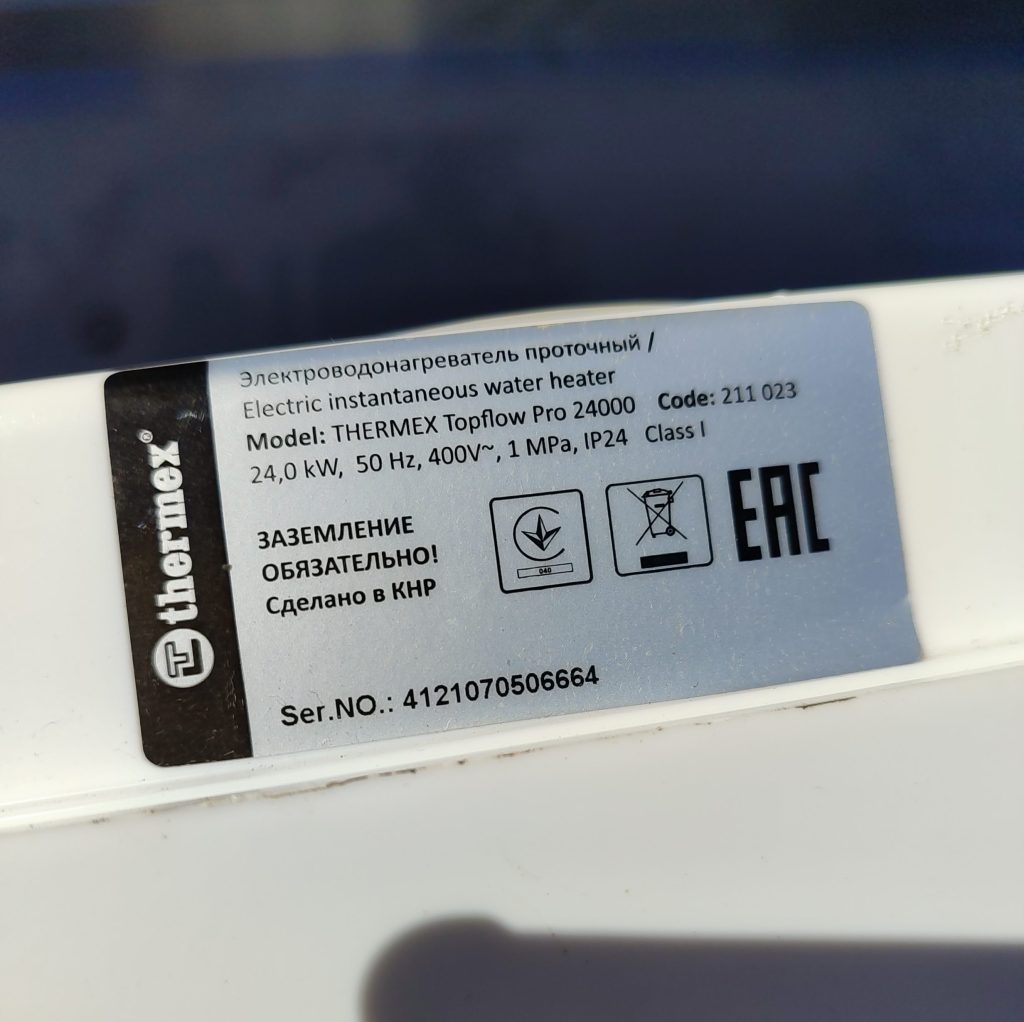 thermex®
Электроводонагреватель проточный /
Electric instantaneous water heater
Model: THERMEX Topflow Pro 24000 Code: 211 023
24,0 kW, 50 Hz, 400V~, 1 MPa, IP24 Class I
ЗАЗЕМЛЕНИЕ
ОБЯЗАТЕЛЬНО!
Сделано в КНР
040
EAC
Ser.NO.: 4121070506664